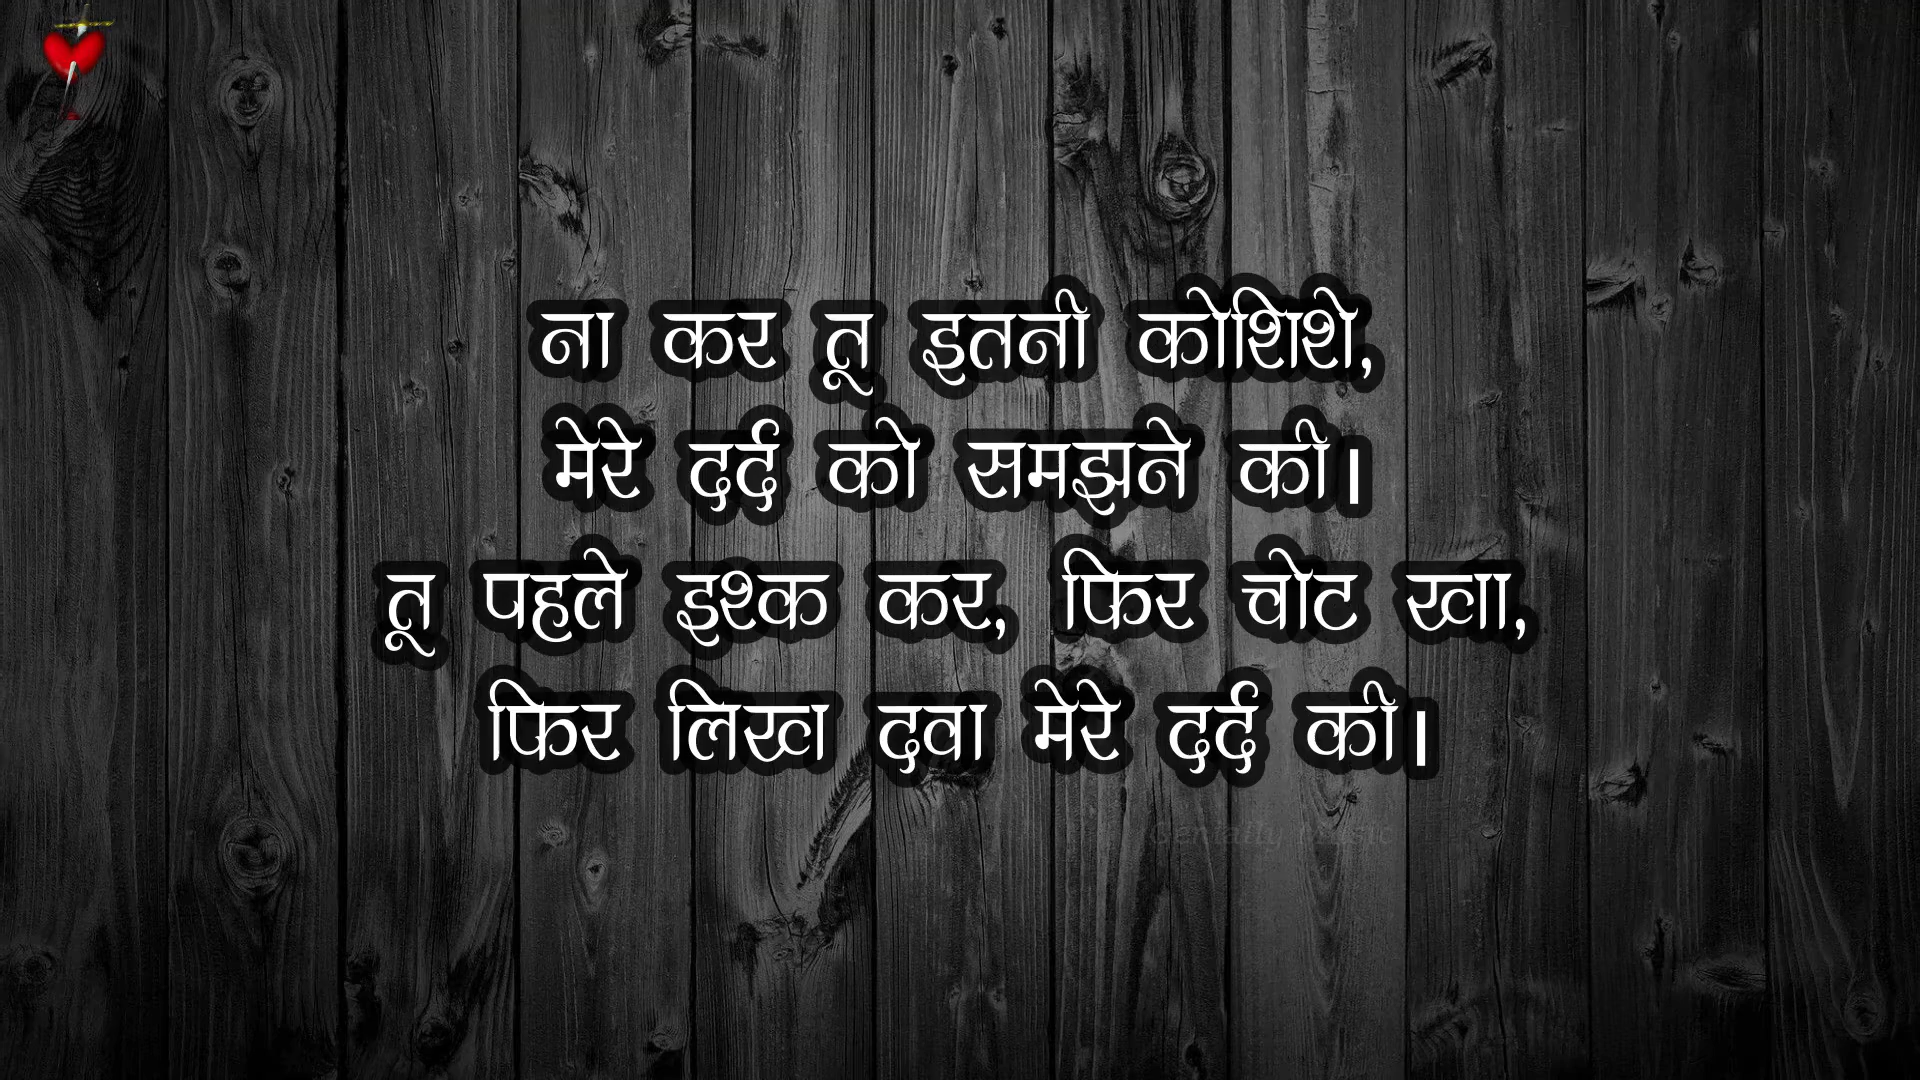 ना कर तू इतनी कोशिशे,
मेरे दर्द को समझने की।
तू पहले इश्क कर, फिर चोट खा,
फिर लिख दवा मेरे दर्द की।